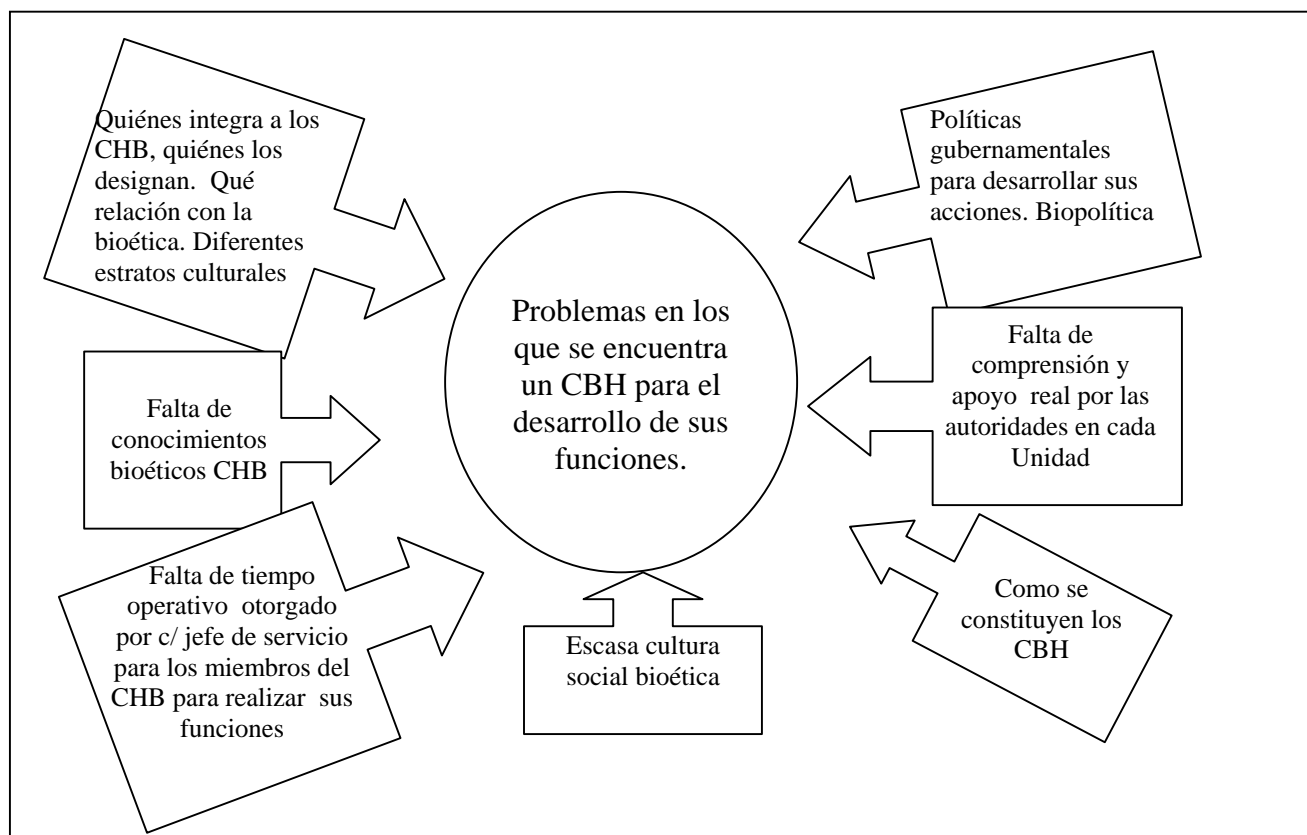 Quiénes integra a los
CHB, quiénes los
designan. Qué
relación con la
bioética. Diferentes
estratos culturales
Falta de
conocimientos
bioéticos CHB
Falta de tiempo
operativo otorgado
por c/ jefe de servicio
para los miembros del
CHB para realizar sus
funciones
Problemas en los
que se encuentra
un CBH para el
desarrollo de sus
funciones.
Escasa cultura
social bioética
Políticas
gubernamentales
para desarrollar sus
acciones. Biopolítica
Falta de
comprensión y
apoyo real por las
autoridades en cada
Unidad
Como se
constituyen los
CBH